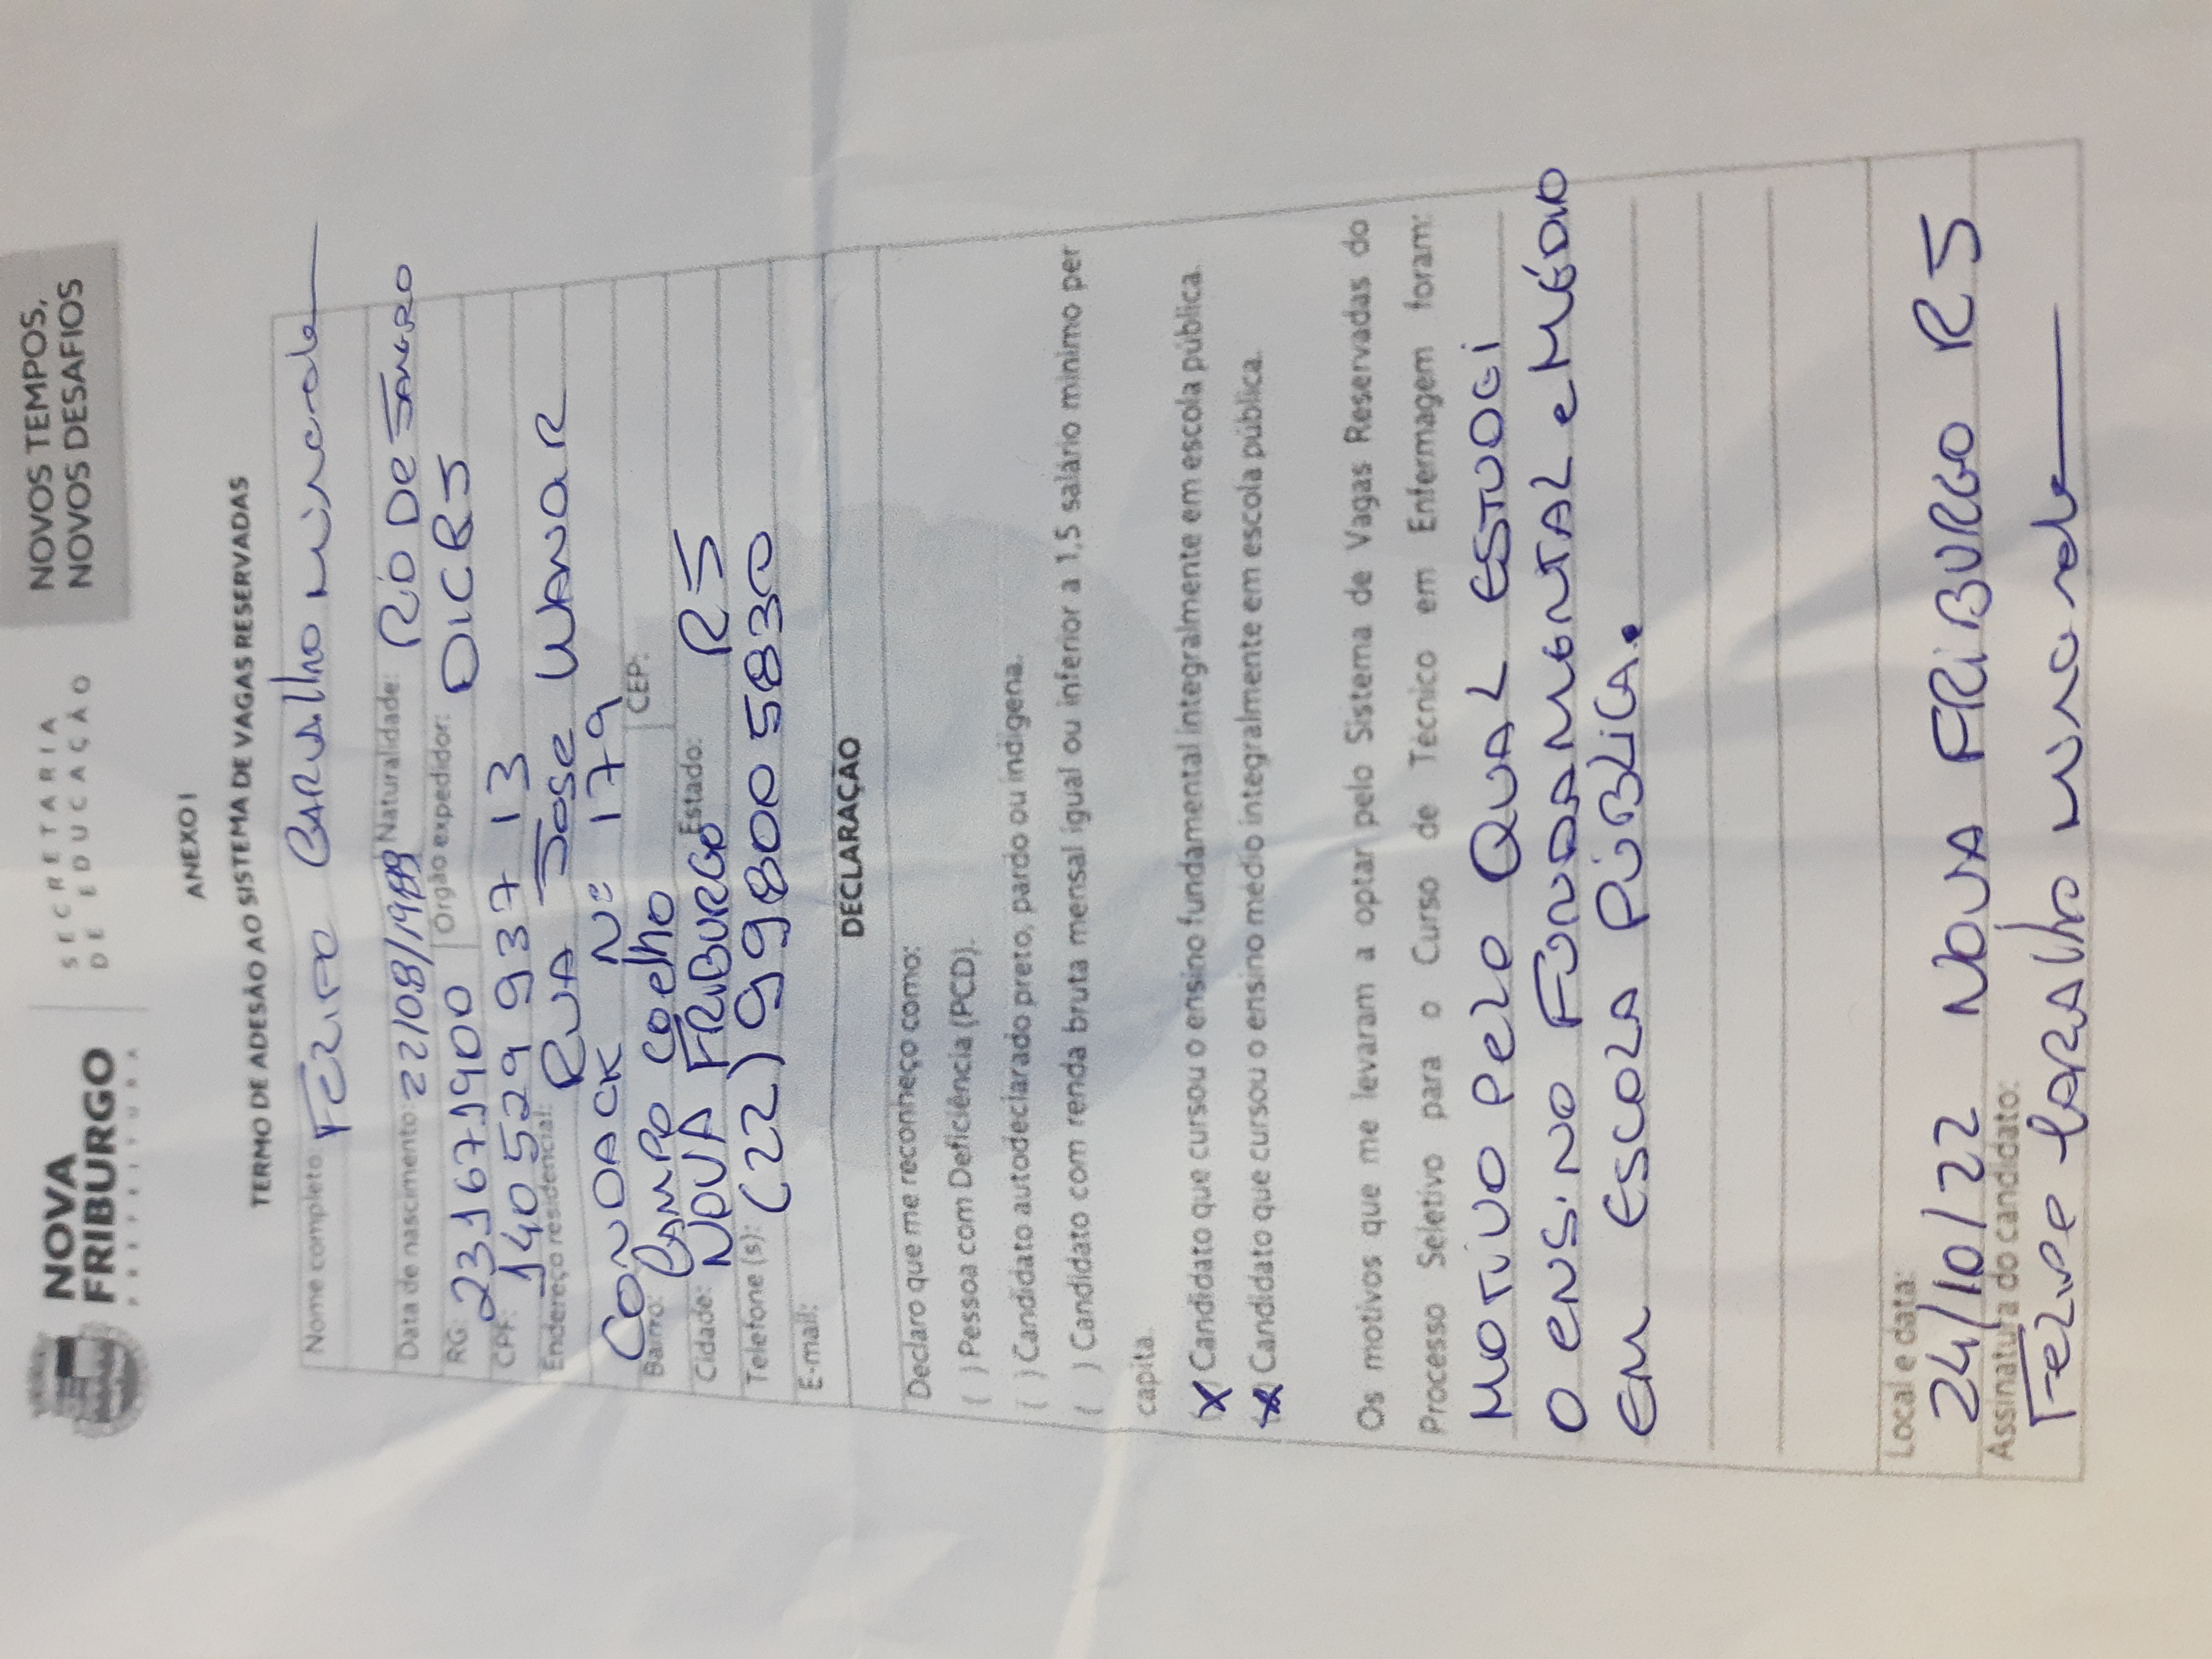 NOVA
FRIBURGO
PREFEITURA
SECRETARIA
DE EDUCAÇÃO
NOVOS TEMPOS,
NOVOS DESAFIOS
ANEXO I
TERMO DE ADESÃO AO SISTEMA DE VAGAS RESERVADAS
Nome completo: FELIPE CARVALHO Miranda
Data de nascimento: 22/08/1989 Naturalidade: RIO DE JANERO
RG: 231671900 Órgão expedidor: DICRJ
CPF: 140 529 937 13
Endereço residencial: RUA JOSE
CONDACK Nº 179
Bairro: CAMPO COELHO CEP:
Cidade: NOVA FRIBURGO Estado: RJ
Telefone (s): (22) 998005830
E-mail:
DECLARAÇÃO
Declaro que me reconheço como:
( ) Pessoa com Deficiência (PCD).
( ) Candidato autodeclarado preto, pardo ou indígena.
( ) Candidato com renda bruta mensal igual ou inferior a 1,5 salário mínimo per
capita.
(X) Candidato que cursou o ensino fundamental integralmente em escola pública.
(X) Candidato que cursou o ensino médio integralmente em escola pública.
Os motivos que me levaram a optar pelo Sistema de Vagas Reservadas do
Processo Seletivo para o Curso de Técnico em Enfermagem foram:
MOTIVO PELO QUAL ESTUDEI
O ENSINO FUNDAMENTAL e MÉDIO
EM ESCOLA PÚBLICA.
Local e data:
24/10/22 NOVA FRIBURGO RJ
Assinatura do candidato:
FELIPE CARVALHO Miranda